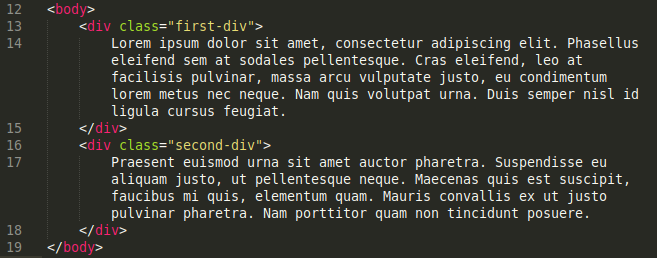 12 <body>
13 <div class="first-div">
14 Lorem ipsum dolor sit amet, consectetur adipiscing elit. Phasellus
eleifend sem at sodales pellentesque. Cras eleifend, leo at
facilisis pulvinar, massa arcu vulputate justo, eu condimentum
lorem metus nec neque. Nam quis volutpat urna. Duis semper nisl id
ligula cursus feugiat.
15 </div>
16 <div class="second-div">
17 Praesent euismod urna sit amet auctor pharetra. Suspendisse eu
aliquam justo, ut pellentesque neque. Maecenas quis est suscipit,
faucibus mi quis, elementum quam. Mauris convallis ex ut justo
pulvinar pharetra. Nam porttitor quam non tincidunt posuere.
18 </div>
19 </body>